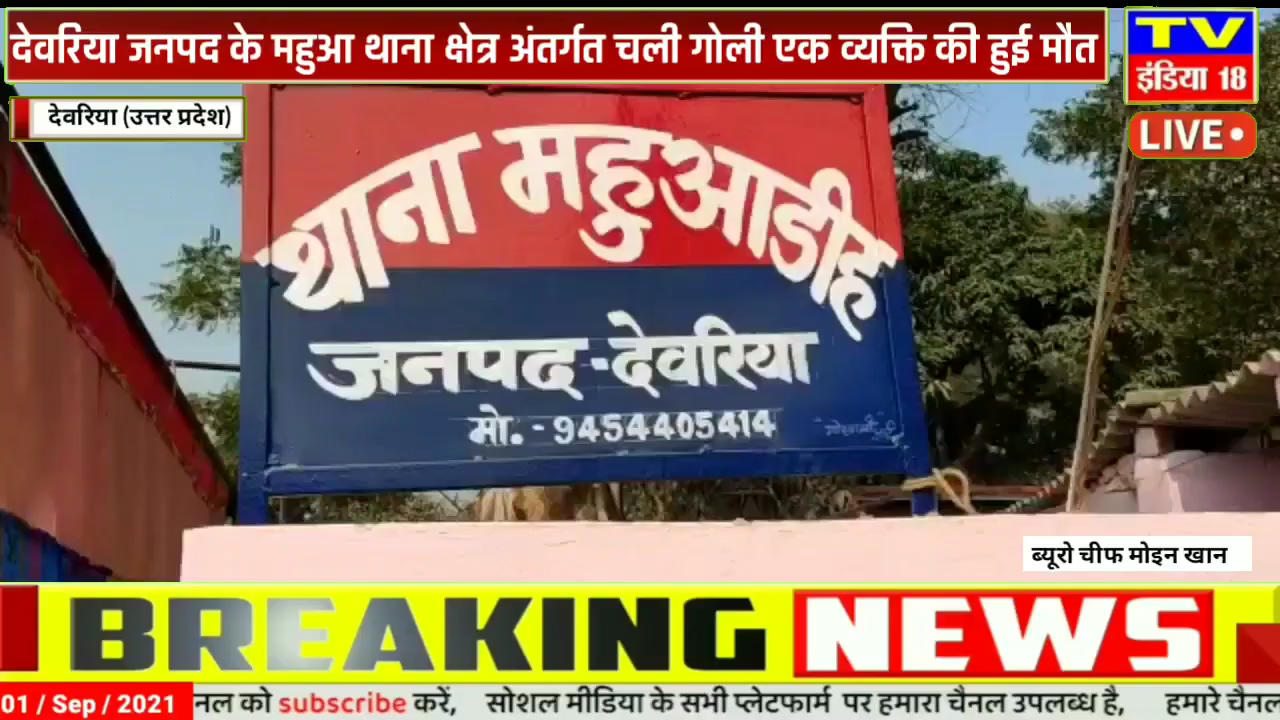 देवरिया जनपद के महुआ थाना क्षेत्र अंतर्गत चली गोली एक व्यक्ति की हुई मौत
TV
इंडिया 18
देवरिया (उत्तर प्रदेश)
LIVE
थाना महुआडीह
जनपद - देवरिया
मो. - 9454405414
ब्यूरो चीफ मोइन खान
BREAKING NEWS
01 / Sep / 2021 नल को subscribe करें, सोशल मीडिया के सभी प्लेटफार्म पर हमारा चैनल उपलब्ध है, हमारे चैनल